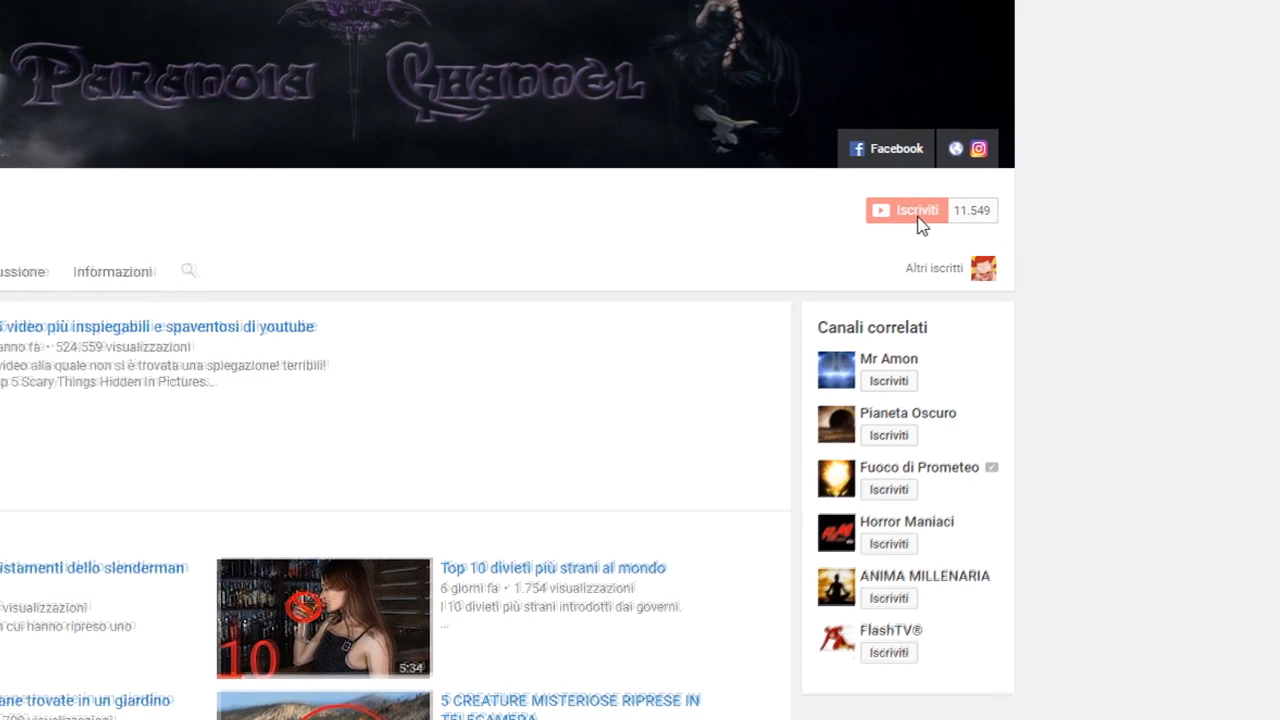 Paranoia Channel
Facebook
Iscriviti 11.549
Informazioni
Altri iscritti
5 video più inspiegabili e spaventosi di youtube
anno fa • 524.559 visualizzazioni
video alla quale non si è trovata una spiegazione! terribili!
5 Scary Things Hidden In Pictures...
Canali correlati
Mr Amon
Iscriviti
Pianeta Oscuro
Iscriviti
Fuoco di Prometeo
Iscriviti
Horror Maniaci
Iscriviti
ANIMA MILLENARIA
Iscriviti
FlashTV®
Iscriviti
dello slenderman
visualizzazioni
cui hanno ripreso uno
10
5:34
Top 10 divieti più strani al mondo
6 giorni fa • 1.754 visualizzazioni
I 10 divieti più strani introdotti dai governi.
...
trovate in un giardino
5 CREATURE MISTERIOSE RIPRESE IN
TELECAMERA